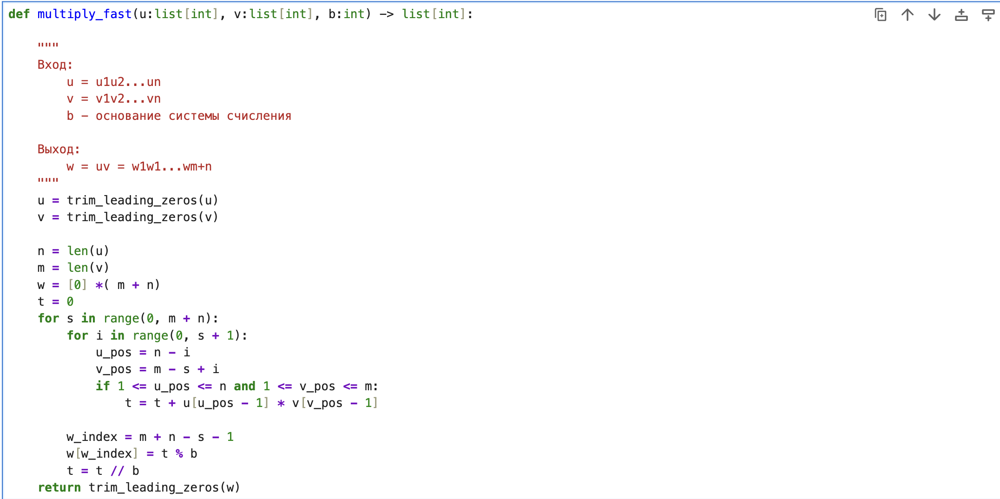 def multiply_fast(u:list[int], v:list[int], b:int) -> list[int]:
"""
Вход:
u = u1u2...un
v = v1v2...vn
b - основание системы счисления
Выход:
w = uv = w1w1...wm+n
"""
u = trim_leading_zeros(u)
v = trim_leading_zeros(v)
n = len(u)
m = len(v)
w = [0] *( m + n)
t = 0
for s in range(0, m + n):
for i in range(0, s + 1):
u_pos = n - i
v_pos = m - s + i
if 1 <= u_pos <= n and 1 <= v_pos <= m:
t = t + u[u_pos - 1] * v[v_pos - 1]
w_index = m + n - s - 1
w[w_index] = t % b
t = t // b
return trim_leading_zeros(w)